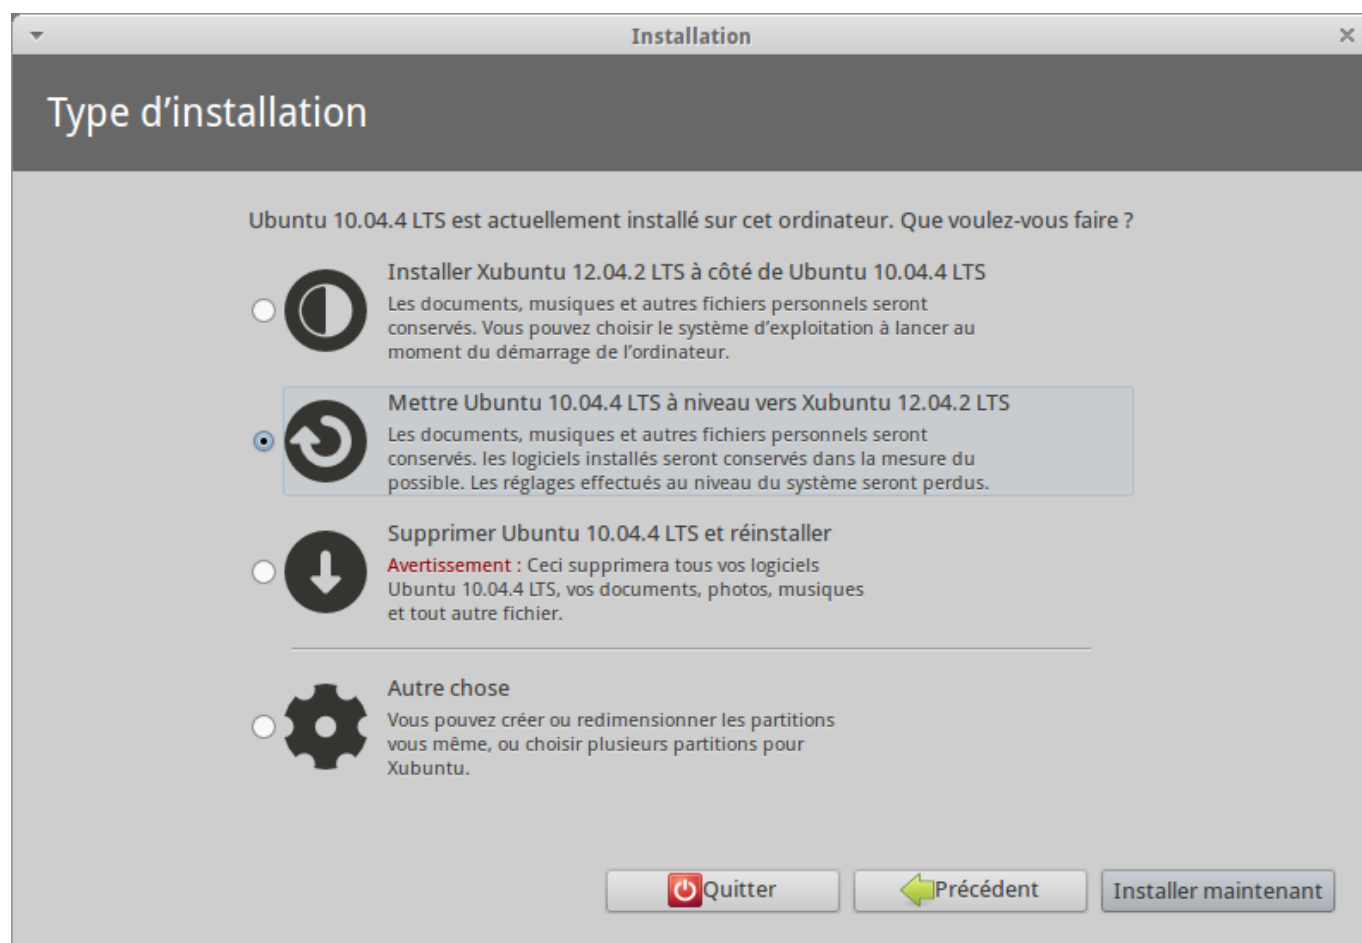 Installation
Type d’installation
Ubuntu 10.04.4 LTS est actuellement installé sur cet ordinateur. Que voulez-vous faire ?
Installer Xubuntu 12.04.2 LTS à côté de Ubuntu 10.04.4 LTS
Les documents, musiques et autres fichiers personnels seront
conservés. Vous pouvez choisir le système d’exploitation à lancer au
moment du démarrage de l’ordinateur.
Mettre Ubuntu 10.04.4 LTS à niveau vers Xubuntu 12.04.2 LTS
Les documents, musiques et autres fichiers personnels seront
conservés. les logiciels installés seront conservés dans la mesure du
possible. Les réglages effectués au niveau du système seront perdus.
Supprimer Ubuntu 10.04.4 LTS et réinstaller
Avertissement : Ceci supprimera tous vos logiciels
Ubuntu 10.04.4 LTS, vos documents, photos, musiques
et tout autre fichier.
Autre chose
Vous pouvez créer ou redimensionner les partitions
vous même, ou choisir plusieurs partitions pour
Xubuntu.
Quitter
Précédent
Installer maintenant